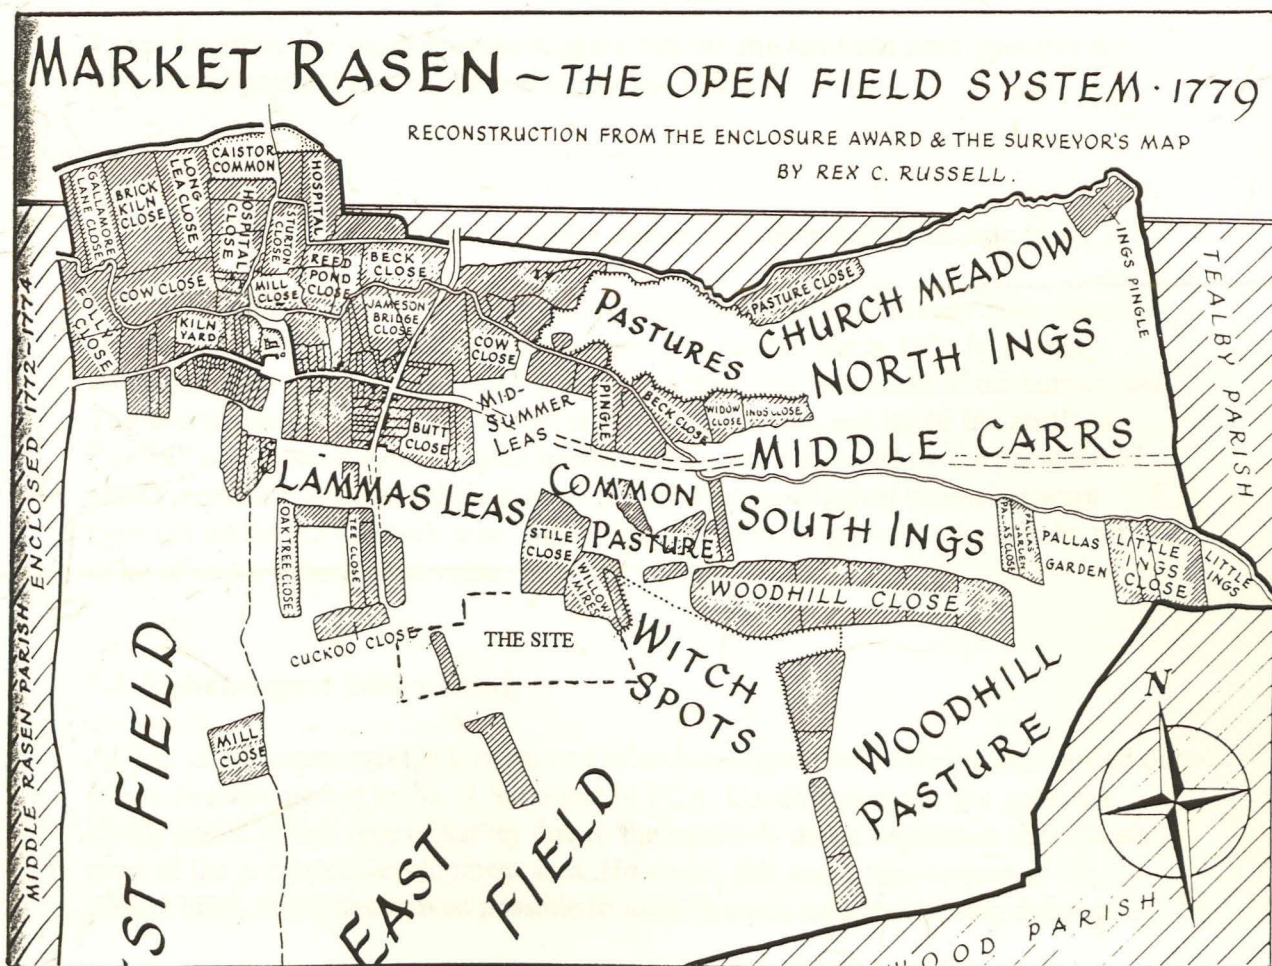 MARKET RASEN ~ THE OPEN FIELD SYSTEM · 1779
RECONSTRUCTION FROM THE ENCLOSURE AWARD & THE SURVEYOR'S MAP
BY REX C. RUSSELL.
GALLAMORE
LANE CLOSE
BRICK
KILN
CLOSE
LONG
LEA CLOSE
CAISTOR
COMMON
HOSPITAL
HOSPITAL
CLOSE
STURTON
CLOSE
REED
POND
CLOSE
BECK
CLOSE
COW CLOSE
MILL
CLOSE
JAMESON
BRIDGE
CLOSE
FOLLY
CLOSE
KILN
YARD
COW
CLOSE
PASTURES
PASTURE CLOSE
CHURCH MEADOW
INGS PINGLE
NORTH INGS
TEALBY PARISH
MIDDLE RASEN PARISH ENCLOSED 1772-1774
MID-
SUMMER
LEAS
PINGLE
BECK CLOSE
WIDOW
CLOSE
INGS CLOSE
BUTT
CLOSE
MIDDLE CARRS
LAMMAS LEAS
COMMON
PASTURE
SOUTH INGS
OAK TREE CLOSE
TEE CLOSE
STILE
CLOSE
WILLOW
MIRES
PALLAS CLOSE
PALLAS
GARDEN
PALLAS
GARDEN
LITTLE
INGS
CLOSE
LITTLE
INGS
WOODHILL CLOSE
CUCKOO CLOSE
THE SITE
WITCH
SPOTS
WOODHILL
PASTURE
MILL
CLOSE
ST FIELD
EAST FIELD
N
WOOD PARISH